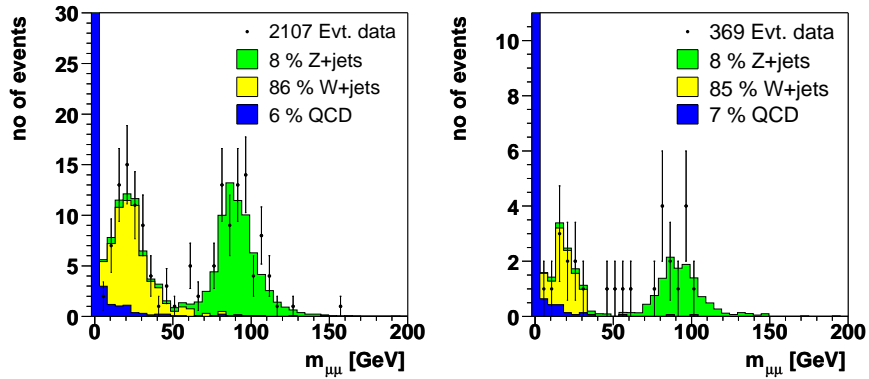 no of events
30
25
20
15
10
5
0
2107 Evt. data
8 % Z+jets
86 % W+jets
6 % QCD
0 50 100 150 200
mμμ [GeV]
no of events
10
8
6
4
2
0
369 Evt. data
8 % Z+jets
85 % W+jets
7 % QCD
0 50 100 150 200
mμμ [GeV]